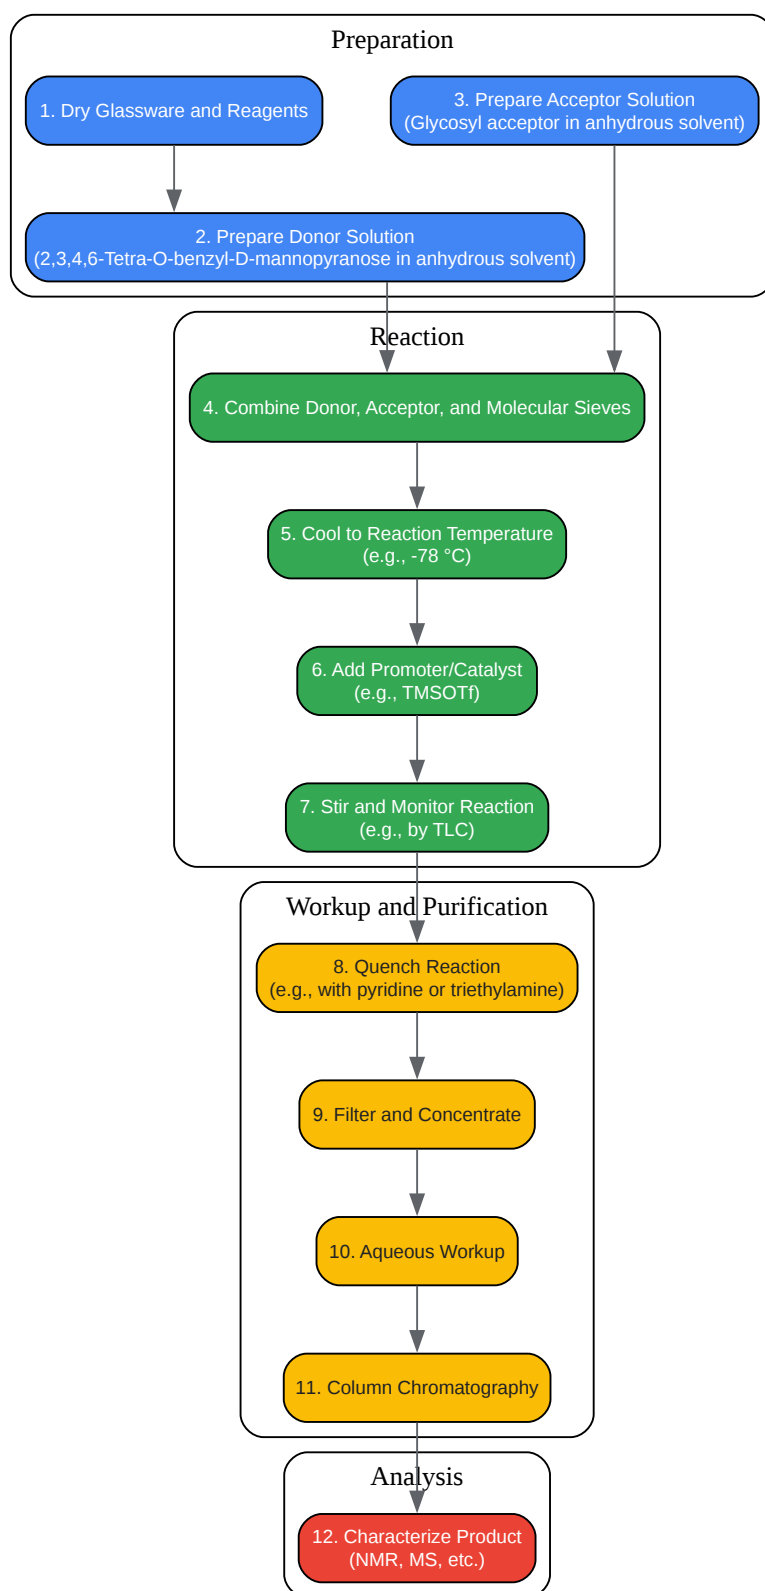 Preparation
1. Dry Glassware and Reagents
3. Prepare Acceptor Solution
(Glycosyl acceptor in anhydrous solvent)
2. Prepare Donor Solution
(2,3,4,6-Tetra-O-benzyl-D-mannopyranose in anhydrous solvent)
Reaction
4. Combine Donor, Acceptor, and Molecular Sieves
5. Cool to Reaction Temperature
(e.g., -78 °C)
6. Add Promoter/Catalyst
(e.g., TMSOTf)
7. Stir and Monitor Reaction
(e.g., by TLC)
Workup and Purification
8. Quench Reaction
(e.g., with pyridine or triethylamine)
9. Filter and Concentrate
10. Aqueous Workup
11. Column Chromatography
Analysis
12. Characterize Product
(NMR, MS, etc.)